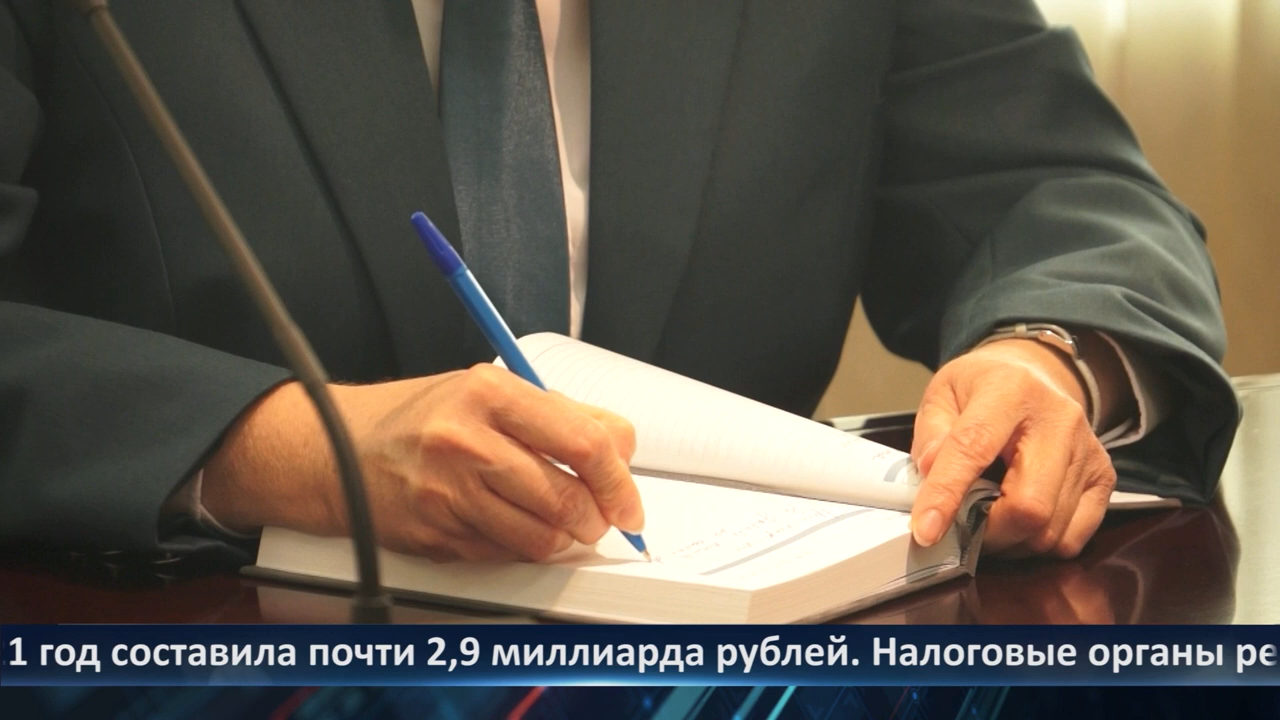 1 год составила почти 2,9 миллиарда рублей. Налоговые органы ре